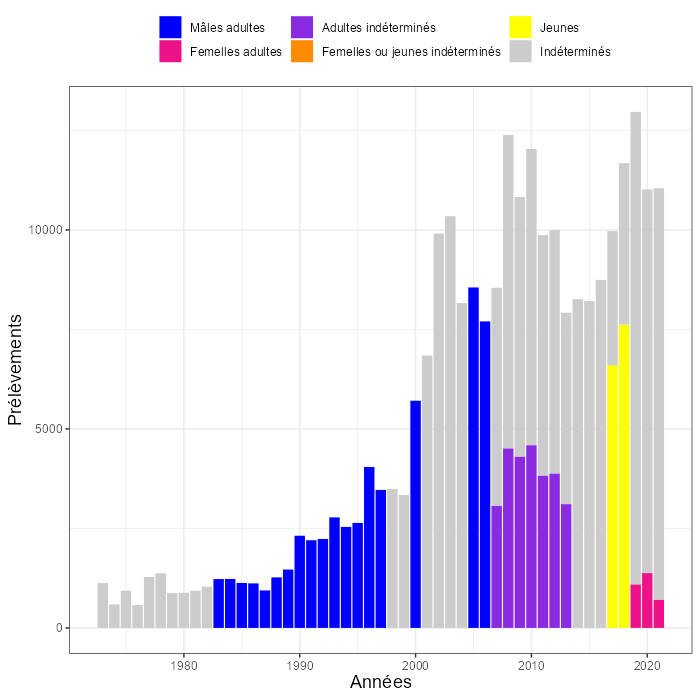 Mâles adultes
Adultes indéterminés
Jeunes
Femelles adultes
Femelles ou jeunes indéterminés
Indéterminés
Prélèvements
10000
5000
0
1980
1990
2000
2010
2020
Années